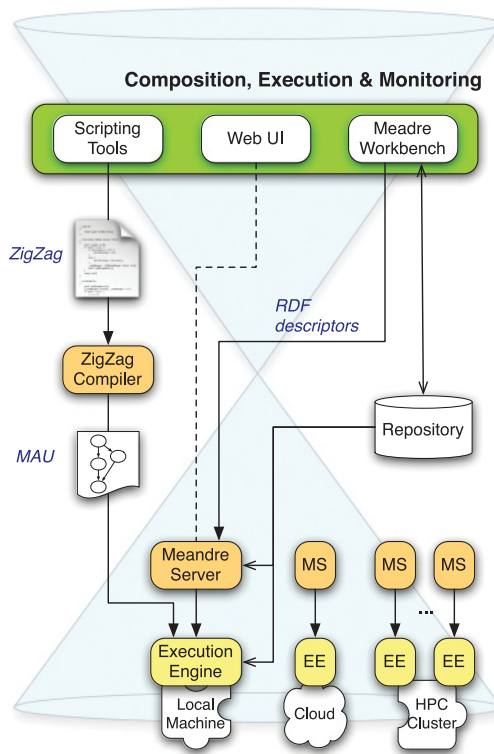 Composition, Execution & Monitoring
Scripting
Tools
Web UI
Meadre
Workbench
ZigZag
RDF
descriptors
ZigZag
Compiler
Repository
MAU
Meandre
Server
MS
MS
MS
...
Execution
Engine
EE
EE
EE
Local
Machine
Cloud
HPC
Cluster